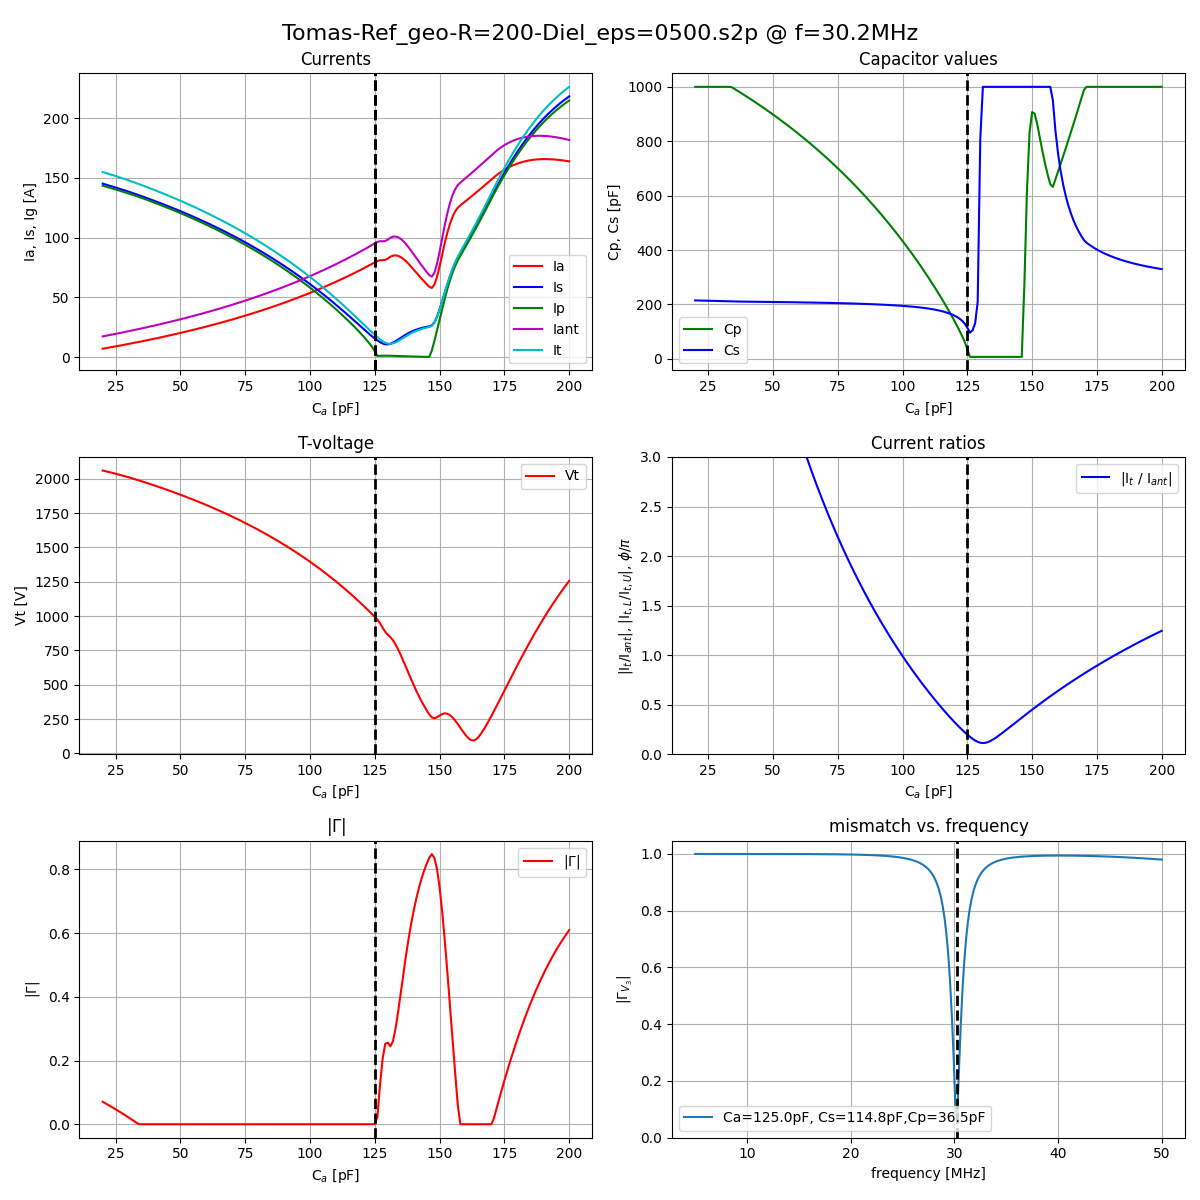 Tomas-Ref_geo-R=200-Diel_eps=0500.s2p @ f=30.2MHz
Currents
Ia, Is, Ig [A]
200
150
100
50
0
Ia
Is
Ip
Iant
It
25 50 75 100 125 150 175 200
Cₐ [pF]
Capacitor values
Cp, Cs [pF]
1000
800
600
400
200
0
Cp
Cs
25 50 75 100 125 150 175 200
Cₐ [pF]
T-voltage
Vt [V]
2000
1750
1500
1250
1000
750
500
250
0
Vt
25 50 75 100 125 150 175 200
Cₐ [pF]
Current ratios
|I_t/I_ant|, |I_t,L/I_t,U|, ϕ/π
3.0
2.5
2.0
1.5
1.0
0.5
0.0
|I_t / I_ant|
25 50 75 100 125 150 175 200
Cₐ [pF]
|Γ|
|Γ|
0.8
0.6
0.4
0.2
0.0
|Γ|
25 50 75 100 125 150 175 200
Cₐ [pF]
mismatch vs. frequency
|Γ_V₃|
1.0
0.8
0.6
0.4
0.2
0.0
Ca=125.0pF, Cs=114.8pF,Cp=36.5pF
10 20 30 40 50
frequency [MHz]